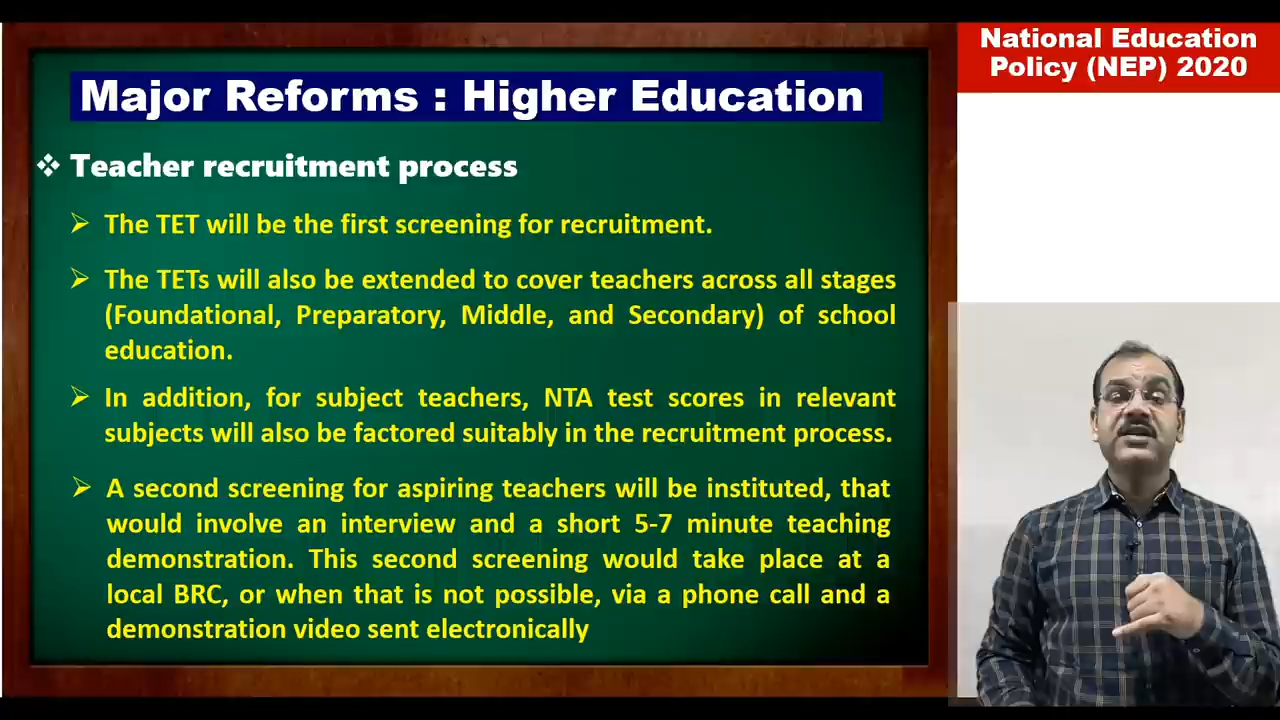 National Education
Policy (NEP) 2020
Major Reforms : Higher Education
❖ Teacher recruitment process
➢ The TET will be the first screening for recruitment.
➢ The TETs will also be extended to cover teachers across all stages
(Foundational, Preparatory, Middle, and Secondary) of school
education.
➢ In addition, for subject teachers, NTA test scores in relevant
subjects will also be factored suitably in the recruitment process.
➢ A second screening for aspiring teachers will be instituted, that
would involve an interview and a short 5-7 minute teaching
demonstration. This second screening would take place at a
local BRC, or when that is not possible, via a phone call and a
demonstration video sent electronically